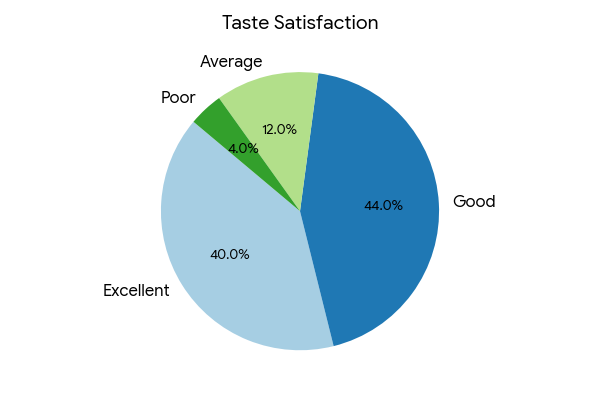 Taste Satisfaction
Average
Poor
12.0%
4.0%
Good
44.0%
40.0%
Excellent